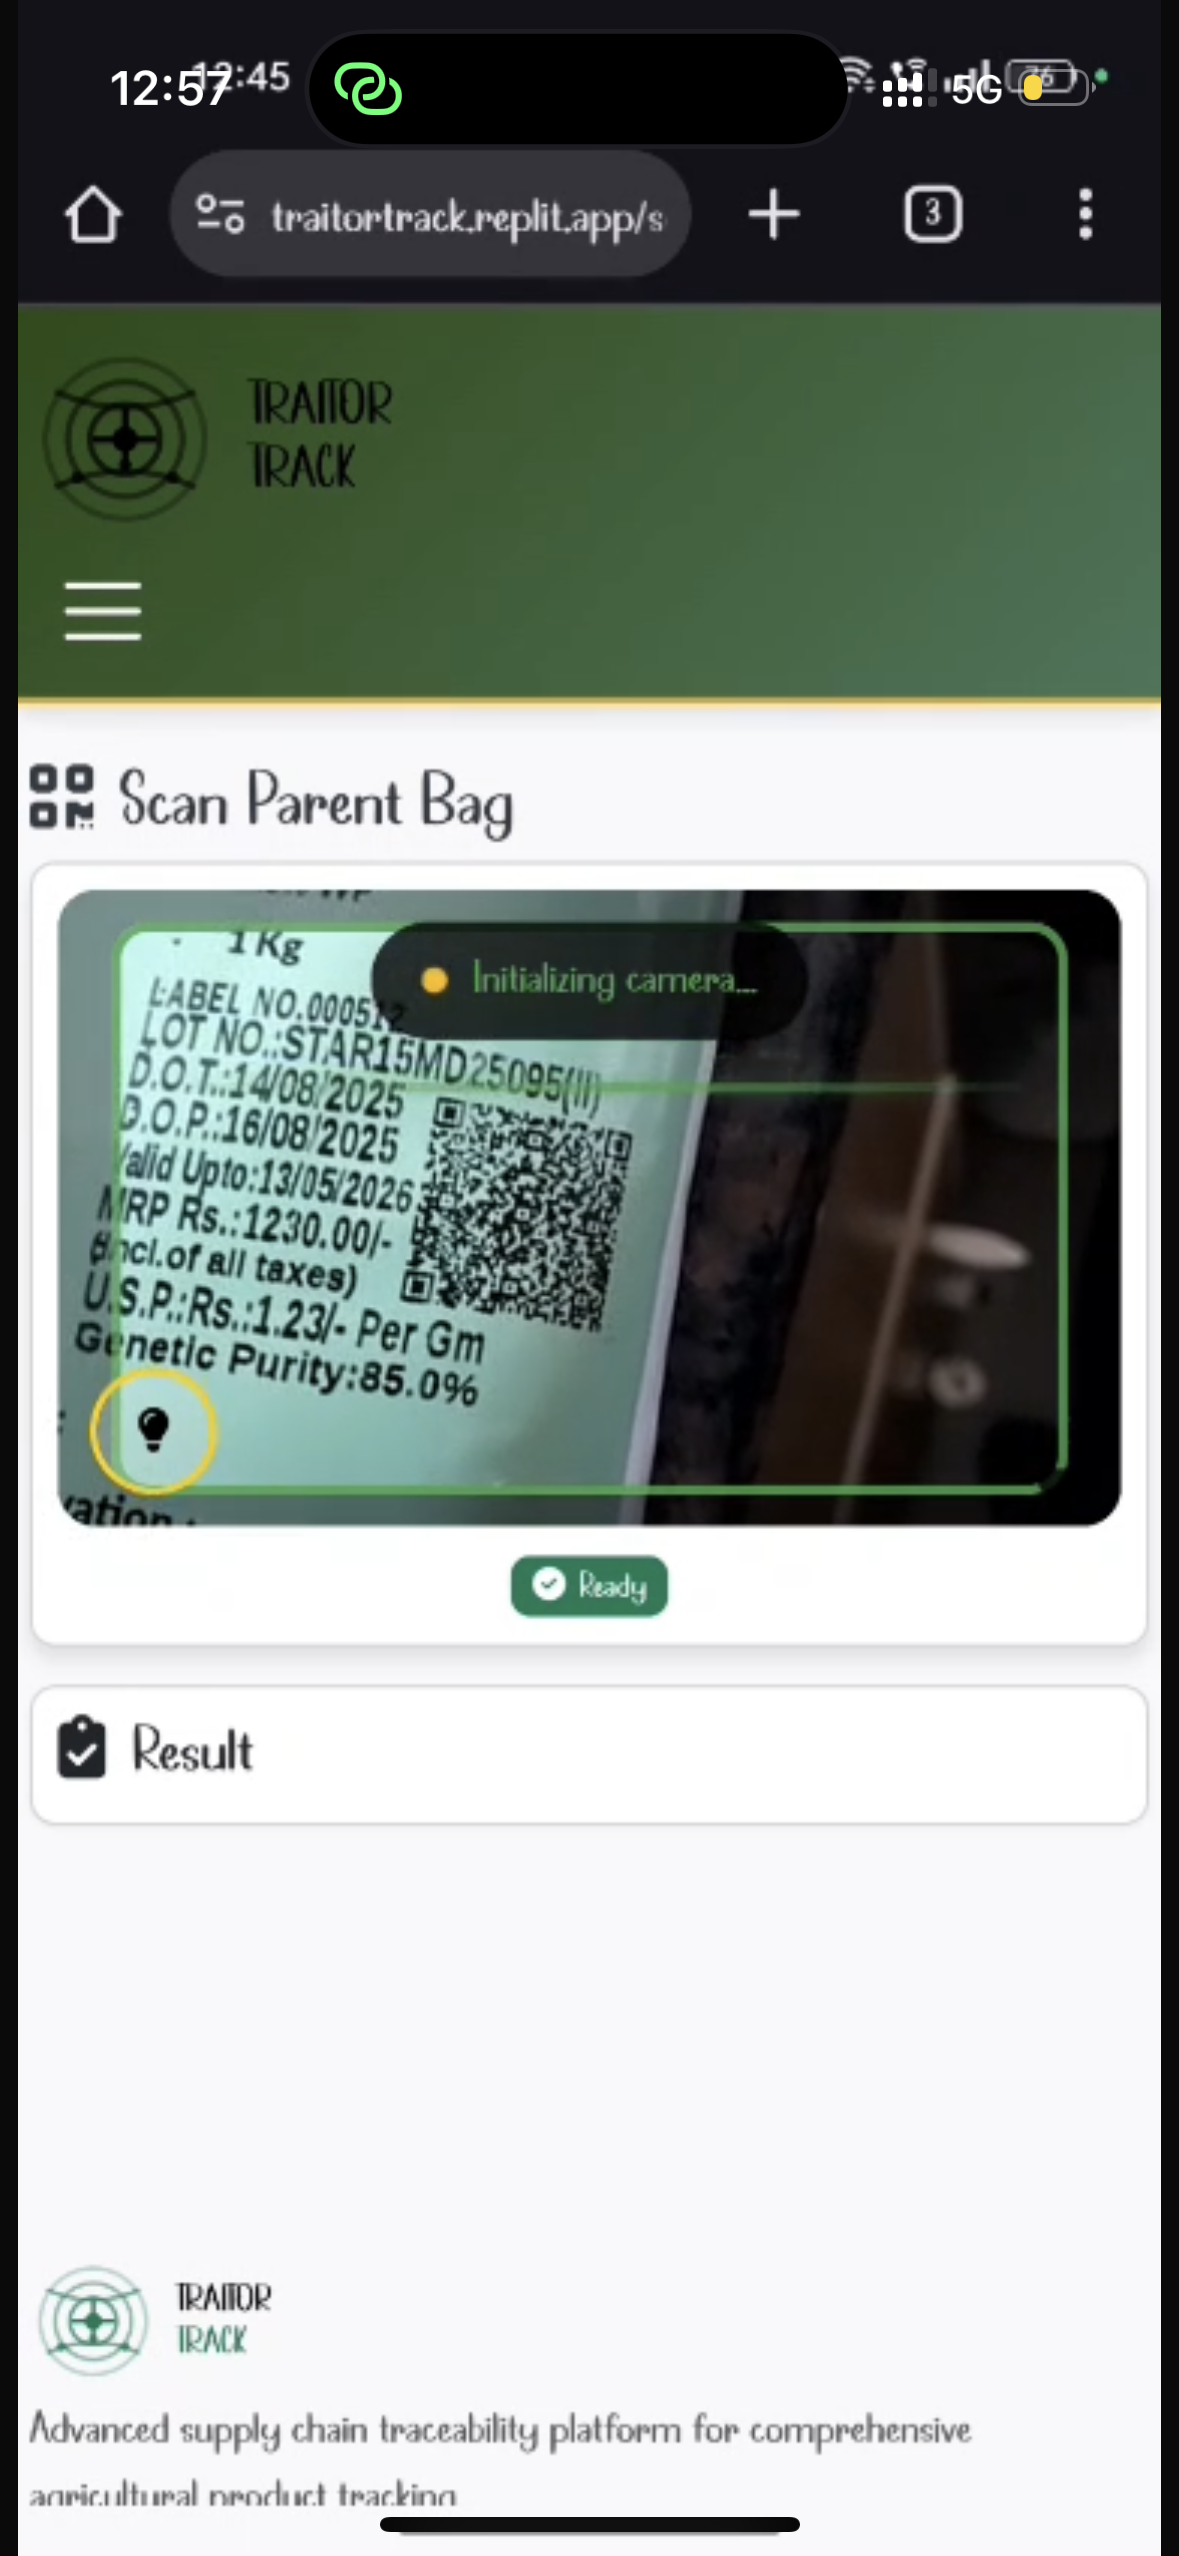 12:57
12:45
5G
76
traitortrack.replit.app/s
3
TRAITOR
TRACK
Scan Parent Bag
1 Kg
Initializing camera...
LABEL NO.000512
LOT NO.:STAR15MD25095(II)
D.O.T.:14/08/2025
D.O.P.:16/08/2025
Valid Upto:13/05/2026
MRP Rs.:1230.00/-
(Incl.of all taxes)
U.S.P.:Rs.:1.23/- Per Gm
Genetic Purity:85.0%
Ready
Result
TRAITOR
TRACK
Advanced supply chain traceability platform for comprehensive
agricultural product tracking